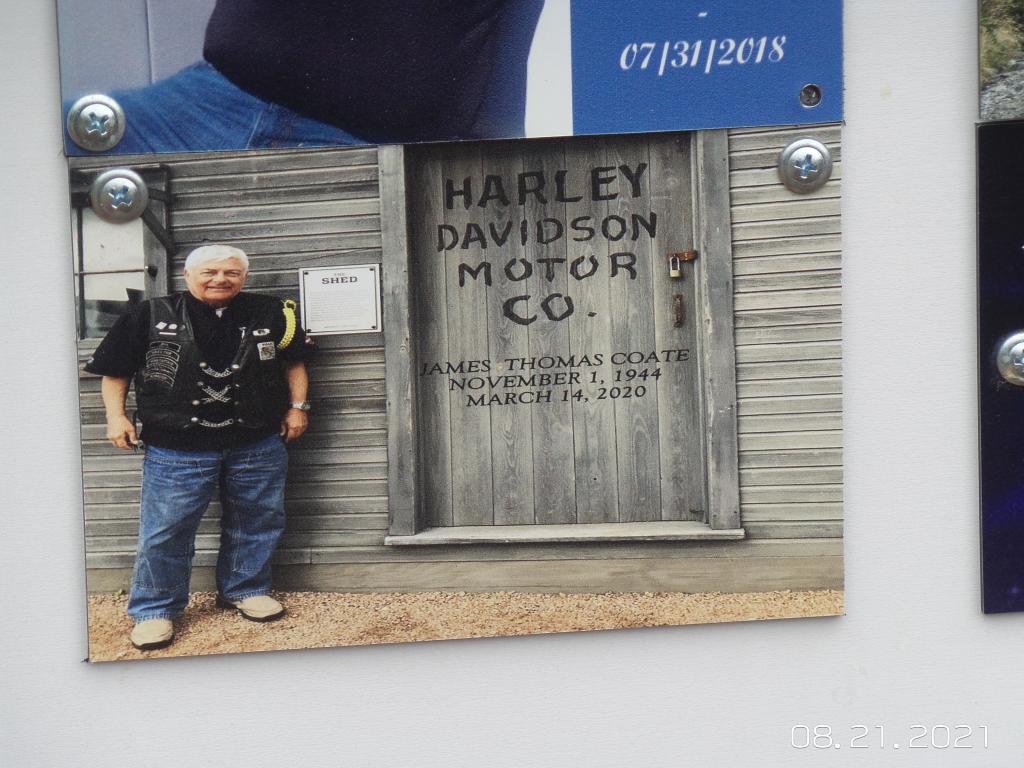 -
07/31/2018
HARLEY
DAVIDSON
MOTOR
CO.
THE
SHED
JAMES THOMAS COATE
NOVEMBER 1, 1944
MARCH 14, 2020
08.21.2021